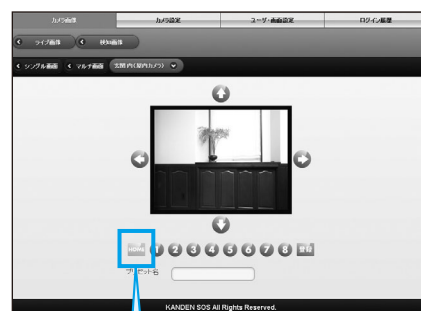 カメラ画像 カメラ設定 ユーザ・画面設定 ログイン履歴
ライブ画像 検知画像
シングル画面 マルチ画面 玄関内(屋内カメラ)
HOME 1 2 3 4 5 6 7 8 登録
プリセット名
KANDEN SOS All Rights Reserved.